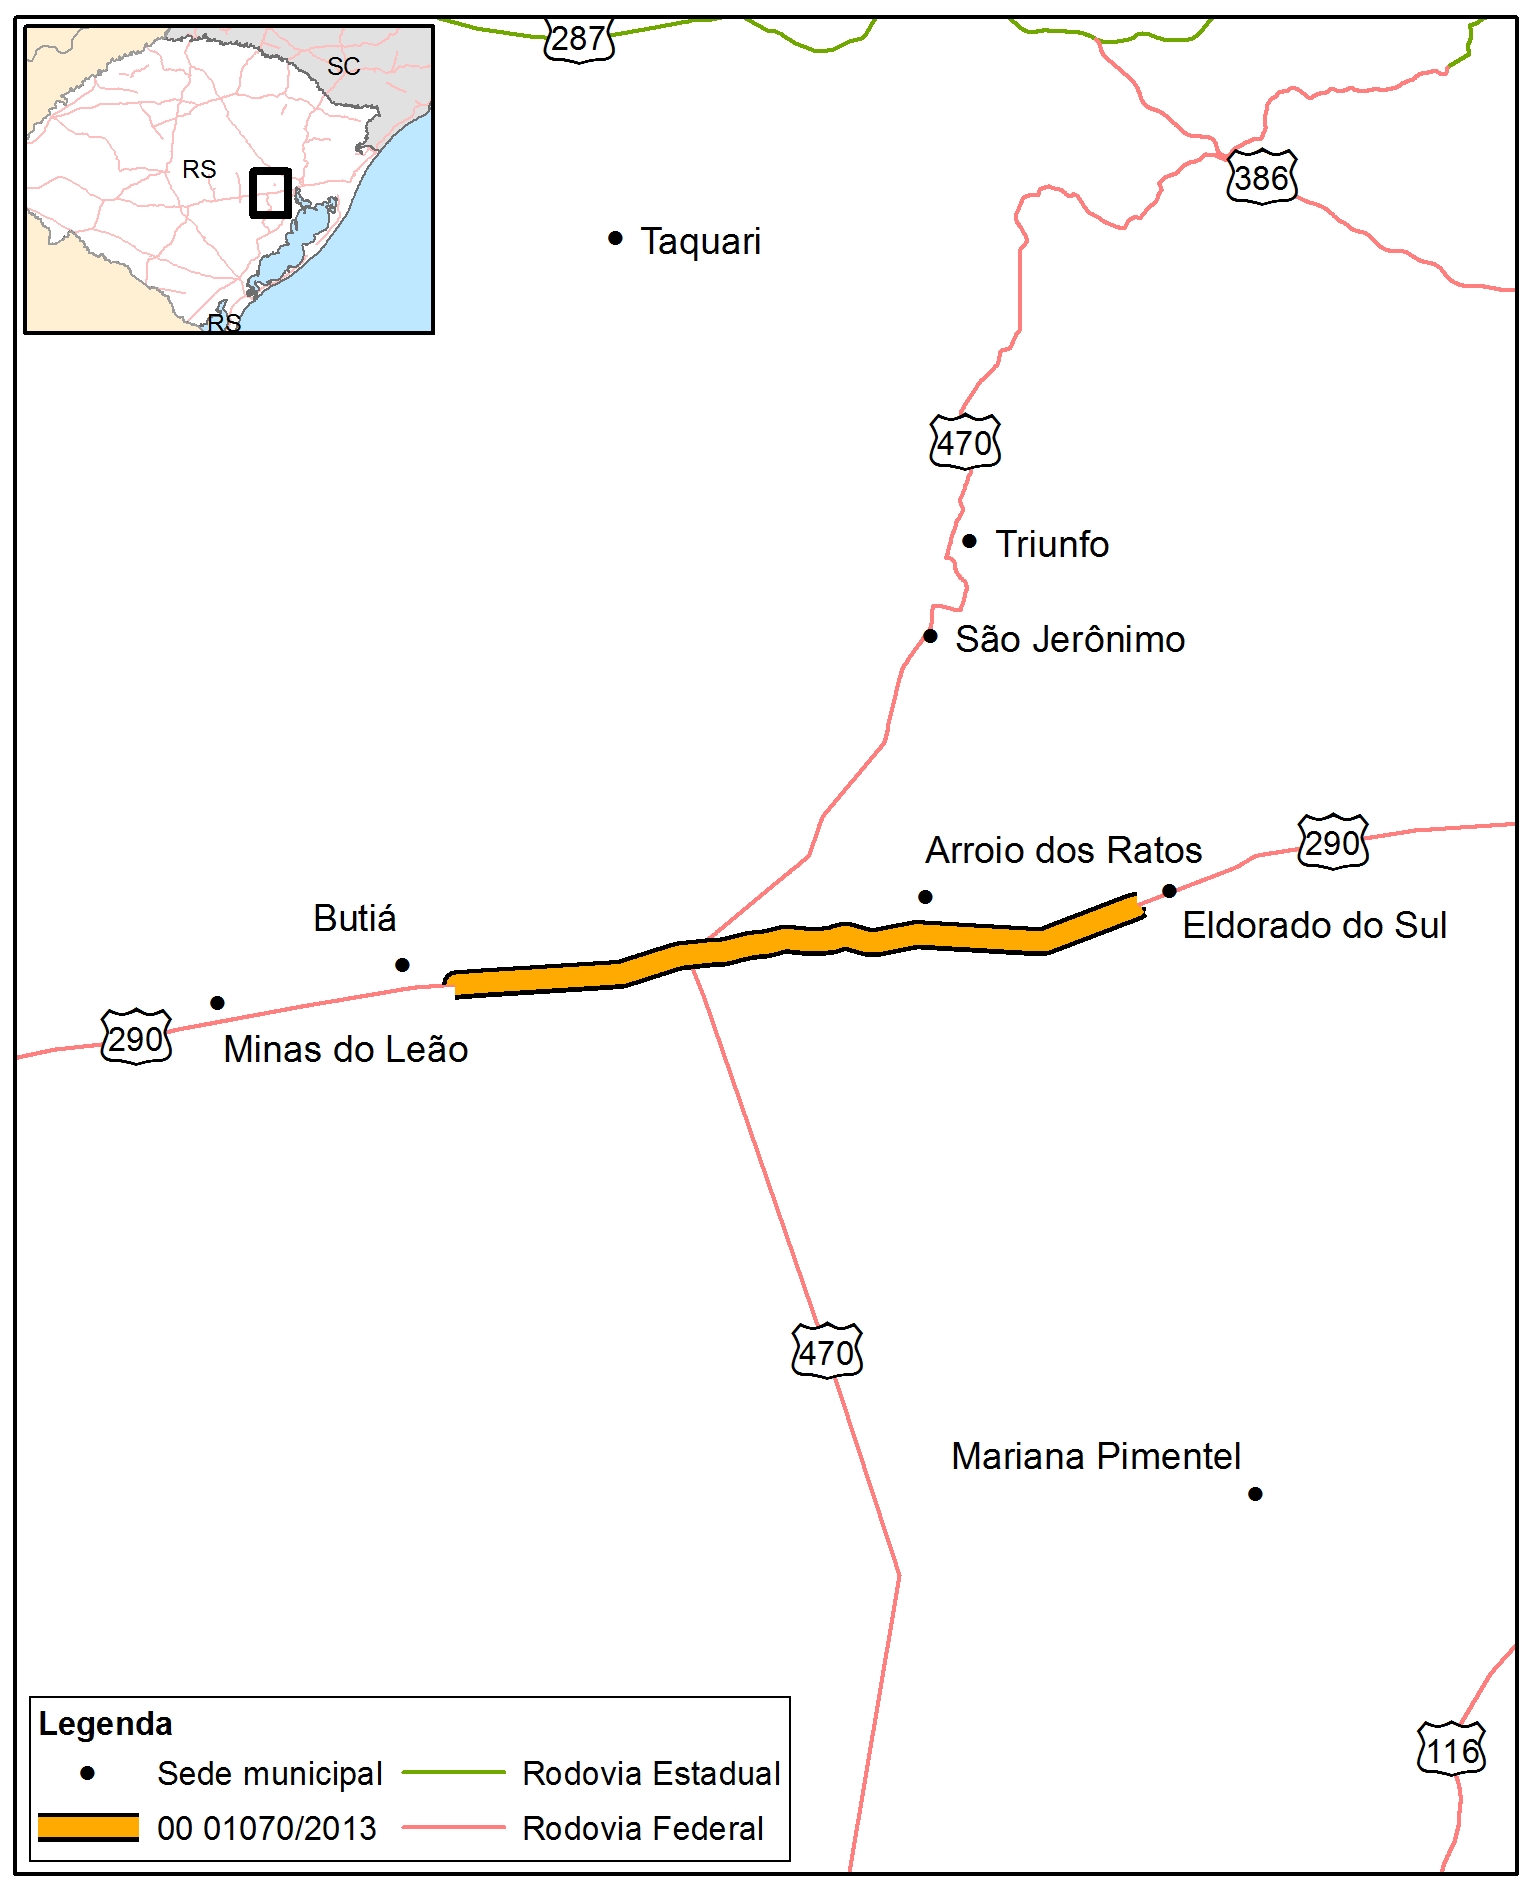 287
SC
RS
RS
386
Taquari
470
Triunfo
São Jerônimo
290
Arroio dos Ratos
Butiá
Eldorado do Sul
290
Minas do Leão
470
Mariana Pimentel
116
Legenda
Sede municipal
Rodovia Estadual
00 01070/2013
Rodovia Federal